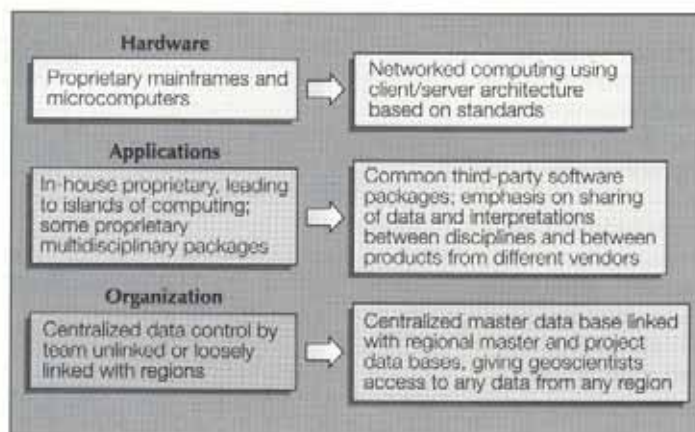 Hardware
Proprietary mainframes and
microcomputers
Networked computing using
client/server architecture
based on standards
Applications
In-house proprietary, leading
to islands of computing;
some proprietary
multidisciplinary packages
Common third-party software
packages; emphasis on sharing
of data and interpretations
between disciplines and between
products from different vendors
Organization
Centralized data control by
team unlinked or loosely
linked with regions
Centralized master data base linked
with regional master and project
data bases, giving geoscientists
access to any data from any region